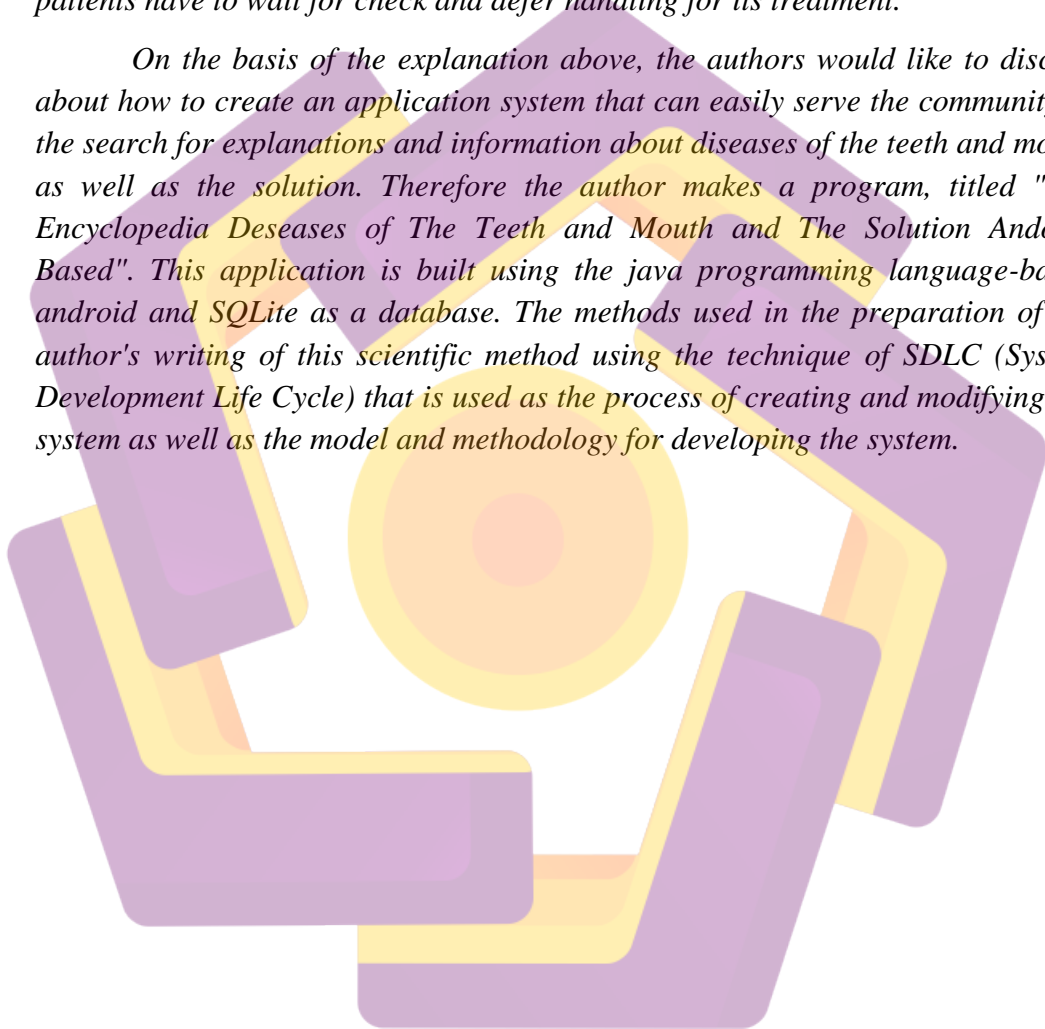 patients have to wait for check and defer handling for its treatment.
On the basis of the explanation above, the authors would like to disc
about how to create an application system that can easily serve the communit
the search for explanations and information about diseases of the teeth and mo
as well as the solution. Therefore the author makes a program, titled "
Encyclopedia Deseases of The Teeth and Mouth and The Solution Ando
Based". This application is built using the java programming language-ba
android and SQLite as a database. The methods used in the preparation of
author's writing of this scientific method using the technique of SDLC (Sys
Development Life Cycle) that is used as the process of creating and modifying
system as well as the model and methodology for developing the system.